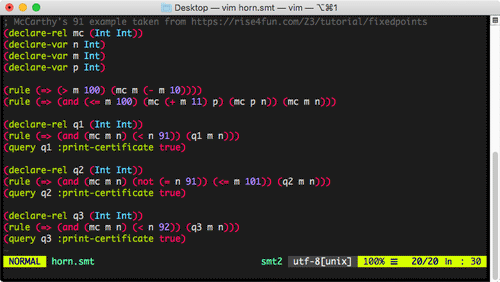 Desktop — vim horn.smt — vim — ⌥⌘1
; McCarthy's 91 example taken from https://rise4fun.com/Z3/tutorial/fixedpoints
(declare-rel mc (Int Int))
(declare-var n Int)
(declare-var m Int)
(declare-var p Int)
(rule (=> (> m 100) (mc m (- m 10))))
(rule (=> (and (<= m 100) (mc (+ m 11) p) (mc p n)) (mc m n)))
(declare-rel q1 (Int Int))
(rule (=> (and (mc m n) (< n 91)) (q1 m n)))
(query q1 :print-certificate true)
(declare-rel q2 (Int Int))
(rule (=> (and (mc m n) (not (= n 91)) (<= m 101)) (q2 m n)))
(query q2 :print-certificate true)
(declare-rel q3 (Int Int))
(rule (=> (and (mc m n) (< n 92)) (q3 m n)))
(query q3 :print-certificate true)
NORMAL horn.smt smt2 utf-8[unix] 100% ☰ 20/20 ln : 30